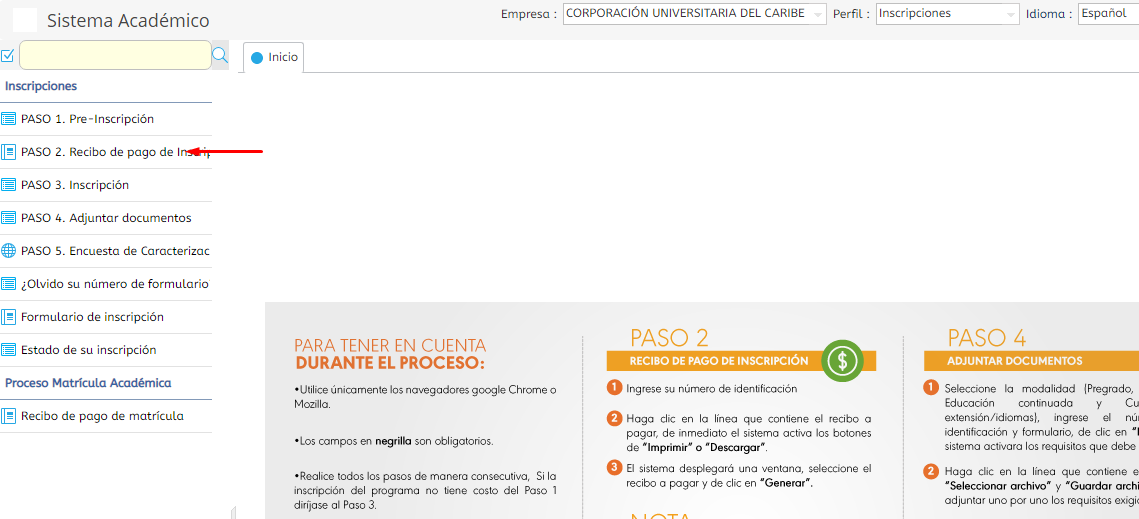 Sistema Académico
Empresa : CORPORACIÓN UNIVERSITARIA DEL CARIBE Perfil : Inscripciones Idioma : Español
Inicio
Inscripciones
PASO 1. Pre-Inscripción
PASO 2. Recibo de pago de Inscrip
PASO 3. Inscripción
PASO 4. Adjuntar documentos
PASO 5. Encuesta de Caracterizac
¿Olvido su número de formulario
Formulario de inscripción
Estado de su inscripción
Proceso Matrícula Académica
Recibo de pago de matrícula
PARA TENER EN CUENTA
DURANTE EL PROCESO:
•Utilice únicamente los navegadores google Chrome o
Mozilla.
•Los campos en negrilla son obligatorios.
•Realice todos los pasos de manera consecutiva, Si la
inscripción del programa no tiene costo del Paso 1
diríjase al Paso 3.
PASO 2
RECIBO DE PAGO DE INSCRIPCIÓN
$
1 Ingrese su número de identificación
2 Haga clic en la línea que contiene el recibo a
pagar, de inmediato el sistema activa los botones
de “Imprimir” o “Descargar”.
3 El sistema desplegará una ventana, seleccione el
recibo a pagar y de clic en “Generar”.
NOTA
PASO 4
ADJUNTAR DOCUMENTOS
1 Seleccione la modalidad (Pregrado,
Educación continuada y Cu
extensión/idiomas), ingrese el nú
identificación y formulario, de clic en
sistema activara los requisitos que debe
2 Haga clic en la línea que contiene e
“Seleccionar archivo” y “Guardar archi
adjuntar uno por uno los requisitos exigi